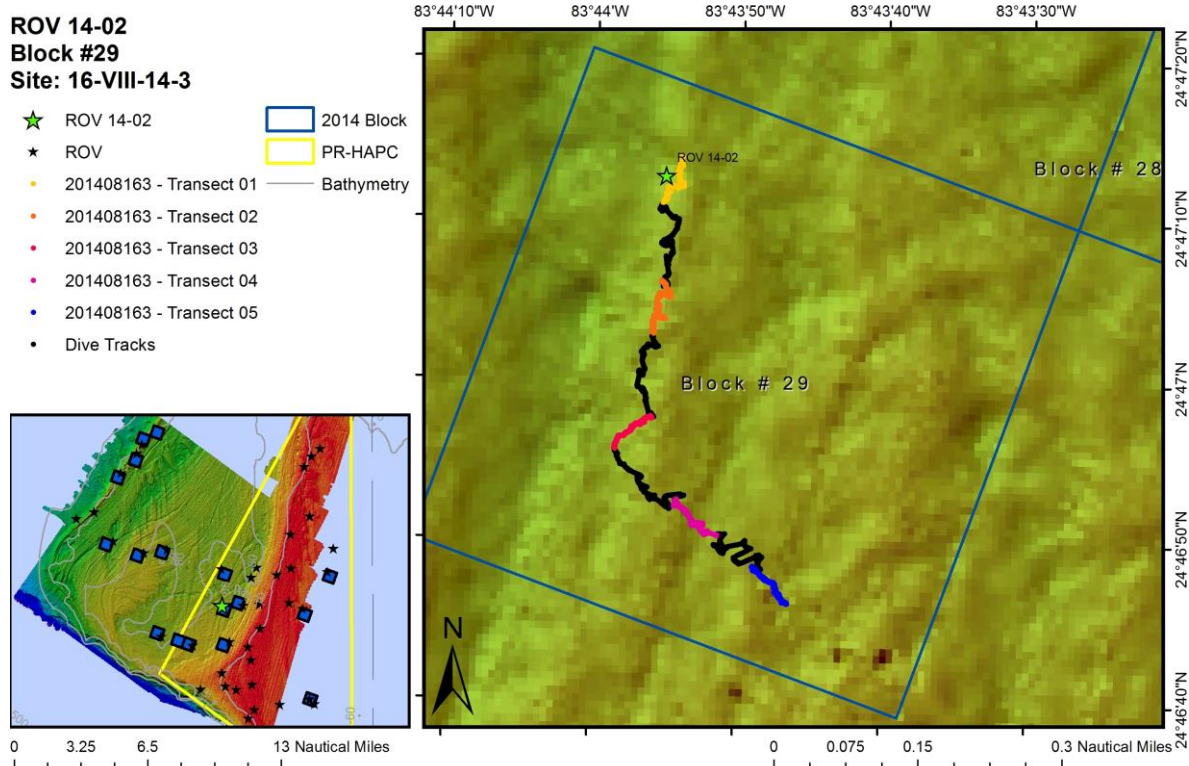 ROV 14-02
Block #29
Site: 16-VIII-14-3
ROV 14-02
ROV
201408163 - Transect 01
201408163 - Transect 02
201408163 - Transect 03
201408163 - Transect 04
201408163 - Transect 05
Dive Tracks
2014 Block
PR-HAPC
Bathymetry
0 3.25 6.5 13 Nautical Miles
83°44'10"W 83°44'W 83°43'50"W 83°43'40"W 83°43'30"W
ROV 14-02
Block # 28
Block # 29
N
24°47'20"N
24°47'10"N
24°47'N
24°46'50"N
24°46'40"N
0 0.075 0.15 0.3 Nautical Miles